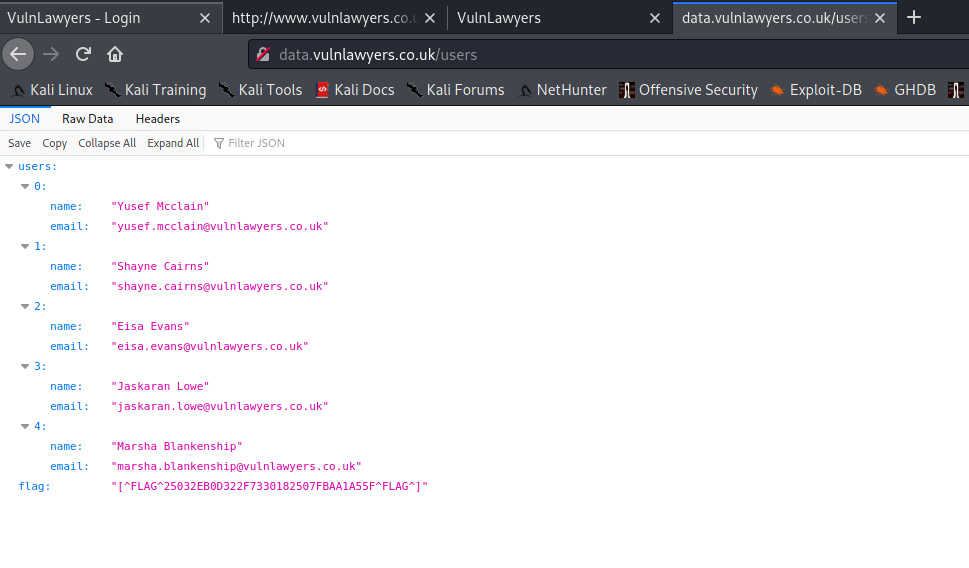 VulnLawyers - Login
http://www.vulnlawyers.co.u
VulnLawyers
data.vulnlawyers.co.uk/users
data.vulnlawyers.co.uk/users
Kali Linux Kali Training Kali Tools Kali Docs Kali Forums NetHunter Offensive Security Exploit-DB GHDB
JSON Raw Data Headers
Save Copy Collapse All Expand All Filter JSON
users:
0:
name: "Yusef Mcclain"
email: "yusef.mcclain@vulnlawyers.co.uk"
1:
name: "Shayne Cairns"
email: "shayne.cairns@vulnlawyers.co.uk"
2:
name: "Eisa Evans"
email: "eisa.evans@vulnlawyers.co.uk"
3:
name: "Jaskaran Lowe"
email: "jaskaran.lowe@vulnlawyers.co.uk"
4:
name: "Marsha Blankenship"
email: "marsha.blankenship@vulnlawyers.co.uk"
flag: "[^FLAG^25032EB0D322F7330182507FBAA1A55F^FLAG^]"